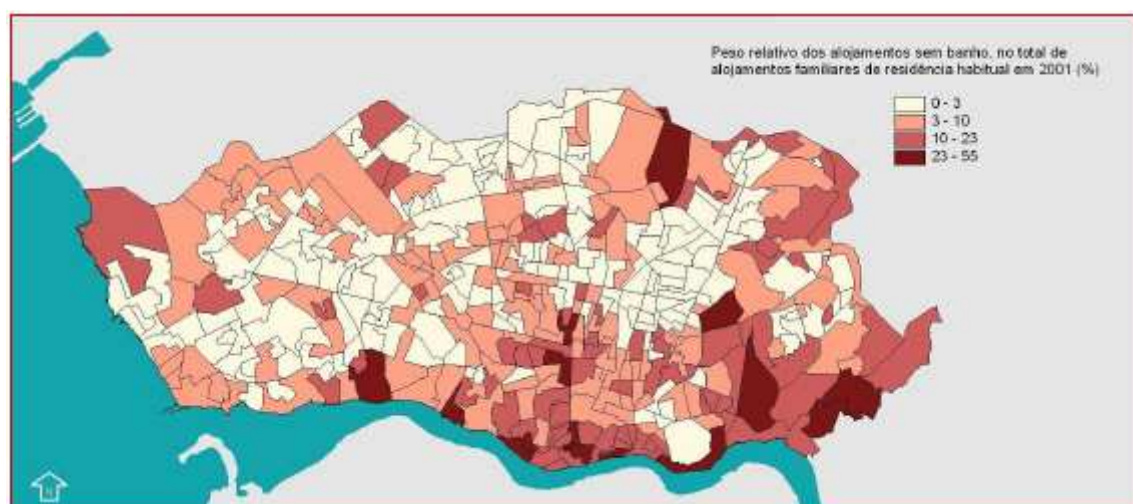 Peso relativo dos alojamentos sem banho, no total de
alojamentos familiares de residência habitual em 2001 (%)
0 - 3
3 - 10
10 - 23
23 - 55
N